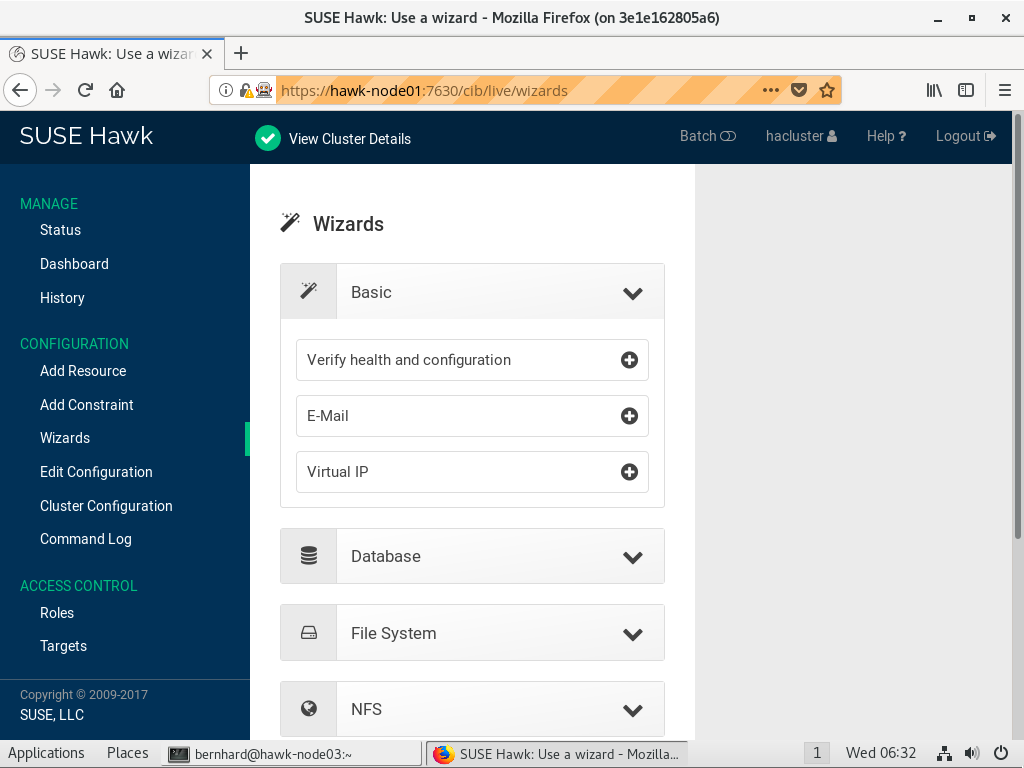 SUSE Hawk: Use a wizard - Mozilla Firefox (on 3e1e162805a6)
SUSE Hawk: Use a wizar
https://hawk-node01:7630/cib/live/wizards
SUSE Hawk
View Cluster Details
Batch
hacluster
Help ?
Logout
MANAGE
Status
Dashboard
History
CONFIGURATION
Add Resource
Add Constraint
Wizards
Edit Configuration
Cluster Configuration
Command Log
ACCESS CONTROL
Roles
Targets
Copyright © 2009-2017
SUSE, LLC
Wizards
Basic
Verify health and configuration
E-Mail
Virtual IP
Database
File System
NFS
Applications
Places
bernhard@hawk-node03:~
SUSE Hawk: Use a wizard - Mozilla...
1
Wed 06:32